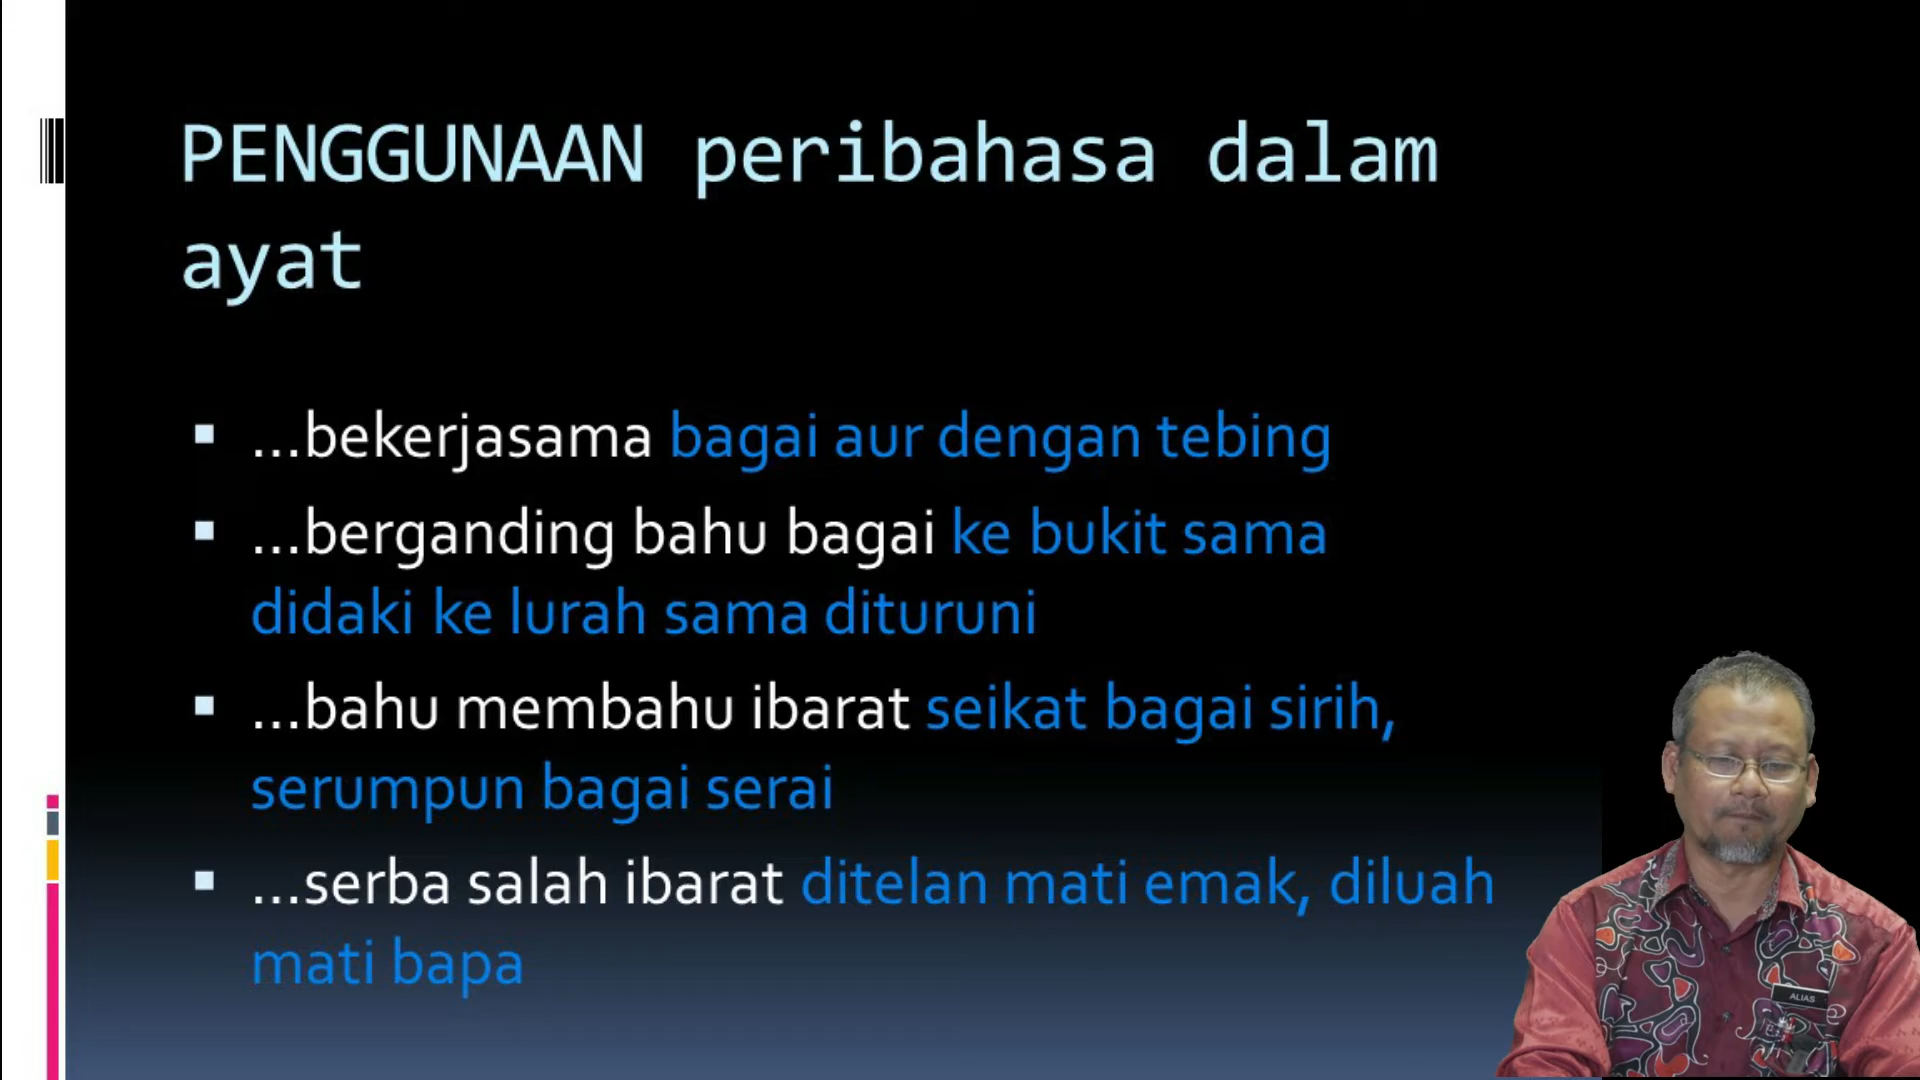 PENGGUNAAN peribahasa dalam
ayat
▪ ...bekerjasama bagai aur dengan tebing
▪ ...berganding bahu bagai ke bukit sama
didaki ke lurah sama dituruni
▪ ...bahu membahu ibarat seikat bagai sirih,
serumpun bagai serai
▪ ...serba salah ibarat ditelan mati emak, diluah
mati bapa
ALIAS